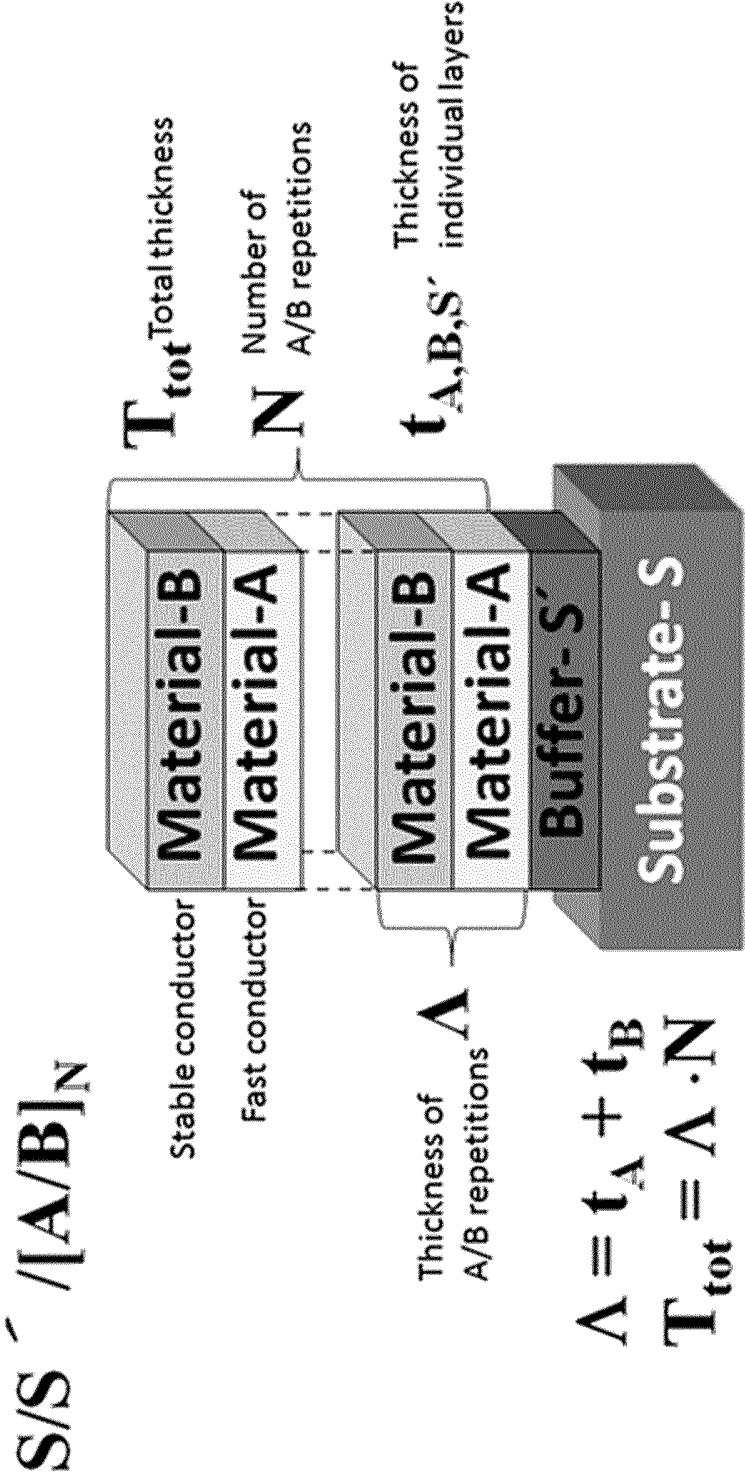 S/S´/[A/B]N
Stable conductor
Fast conductor
Material-B
Material-A
Ttot Total thickness
N Number of
A/B repetitions
Thickness of
A/B repetitions
Λ
Material-B
Material-A
Buffer- S´
Substrate- S
tA,B,S´ Thickness of
individual layers
Λ = tA + tB
Ttot = Λ · N